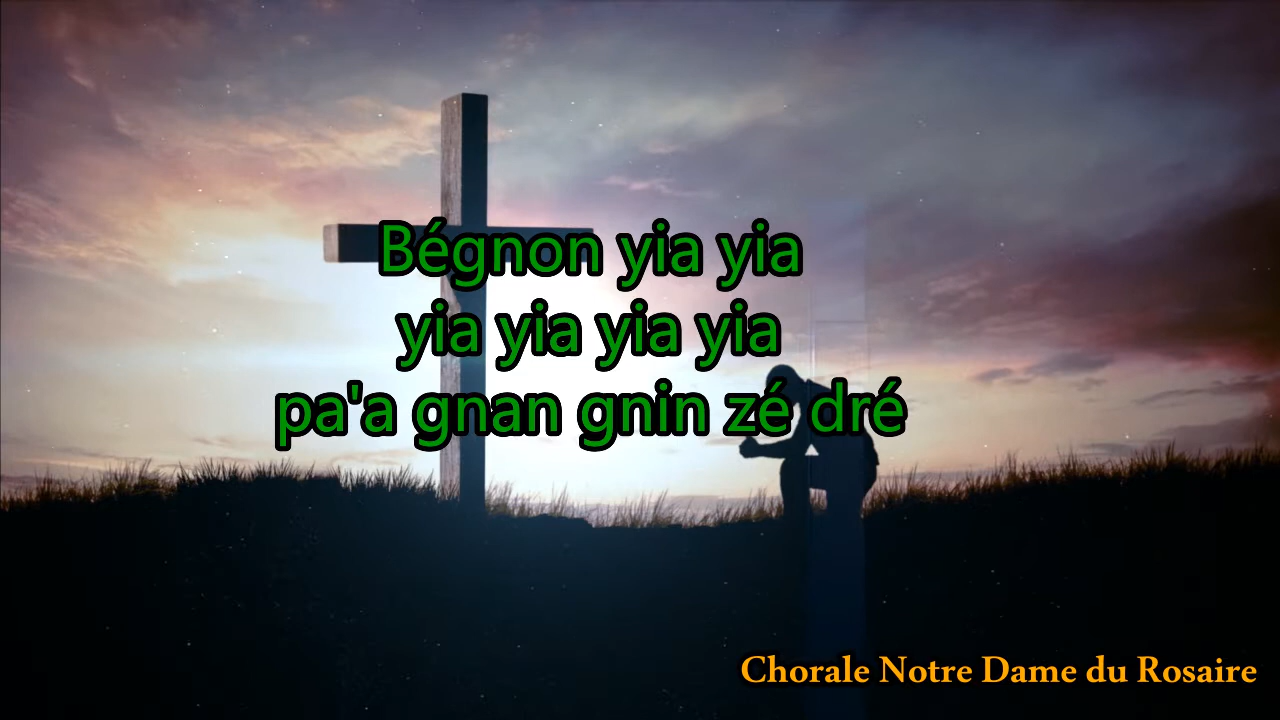 Bégnon yia yia
yia yia yia yia
pa'a gnan gnin zé dré
Chorale Notre Dame du Rosaire